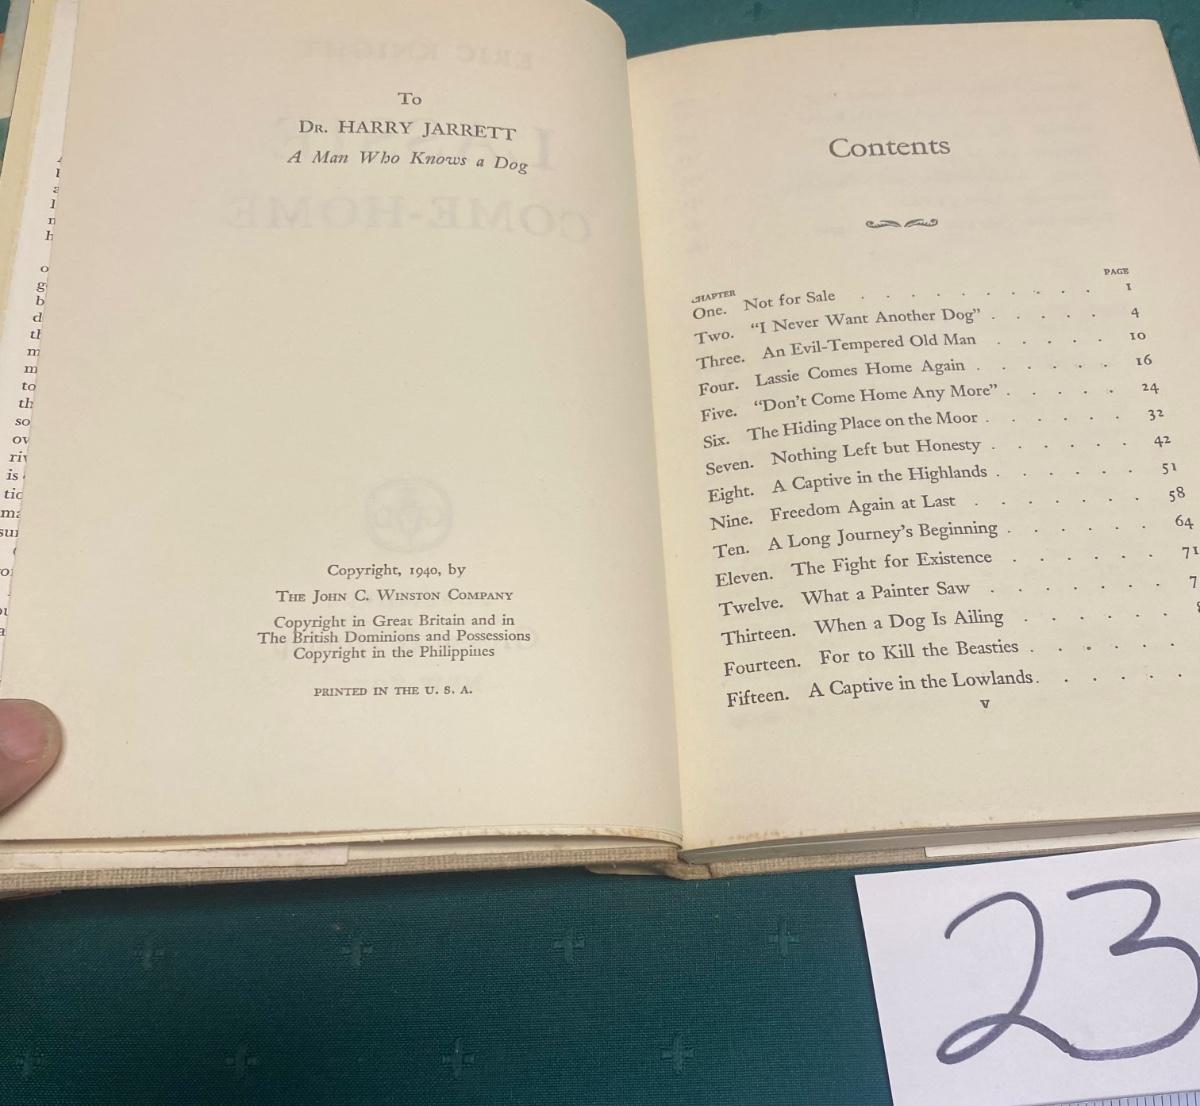 To
DR. HARRY JARRETT
A Man Who Knows a Dog
Copyright, 1940, by
THE JOHN C. WINSTON COMPANY
Copyright in Great Britain and in
The British Dominions and Possessions
Copyright in the Philippines
PRINTED IN THE U. S. A.
Contents
CHAPTER PAGE
One. Not for Sale . . . . . . . . . . 1
Two. "I Never Want Another Dog" . . . . . 4
Three. An Evil-Tempered Old Man . . . . . 10
Four. Lassie Comes Home Again . . . . . . 16
Five. "Don't Come Home Any More" . . . . . 24
Six. The Hiding Place on the Moor . . . . . . 32
Seven. Nothing Left but Honesty . . . . . . 42
Eight. A Captive in the Highlands . . . . . . 51
Nine. Freedom Again at Last . . . . . . . 58
Ten. A Long Journey's Beginning . . . . . . 64
Eleven. The Fight for Existence . . . . . . 71
Twelve. What a Painter Saw . . . . . . . 7
Thirteen. When a Dog Is Ailing . . . . . .
Fourteen. For to Kill the Beasties . . . . . .
Fifteen. A Captive in the Lowlands . . . . . .
v
23